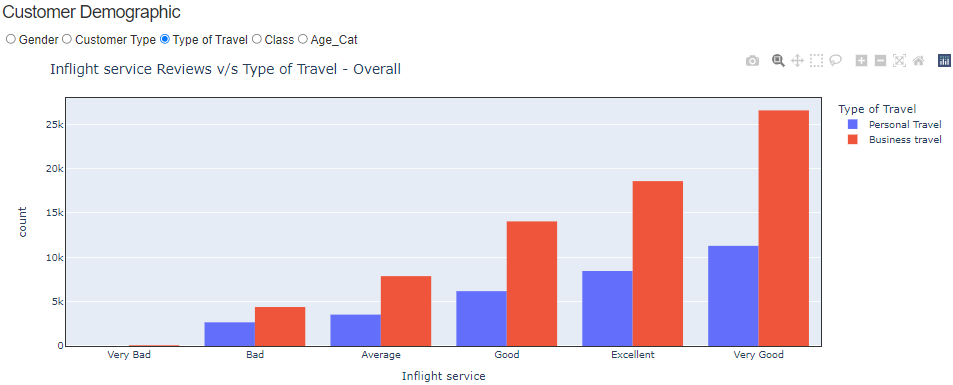 Customer Demographic
Gender Customer Type Type of Travel Class Age_Cat
Inflight service Reviews v/s Type of Travel - Overall
Type of Travel
Personal Travel
Business travel
25k
20k
15k
10k
5k
0
count
Very Bad Bad Average Good Excellent Very Good
Inflight service